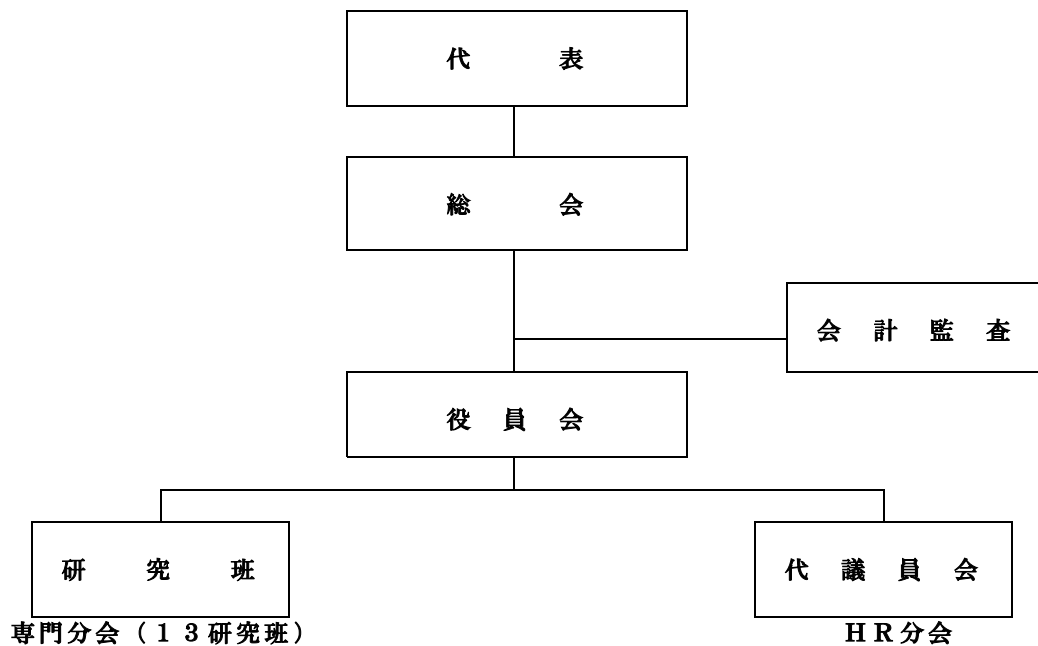 代表
総会
会計監査
役員会
研究班
代議員会
専門分会（１３研究班）
ＨＲ分会